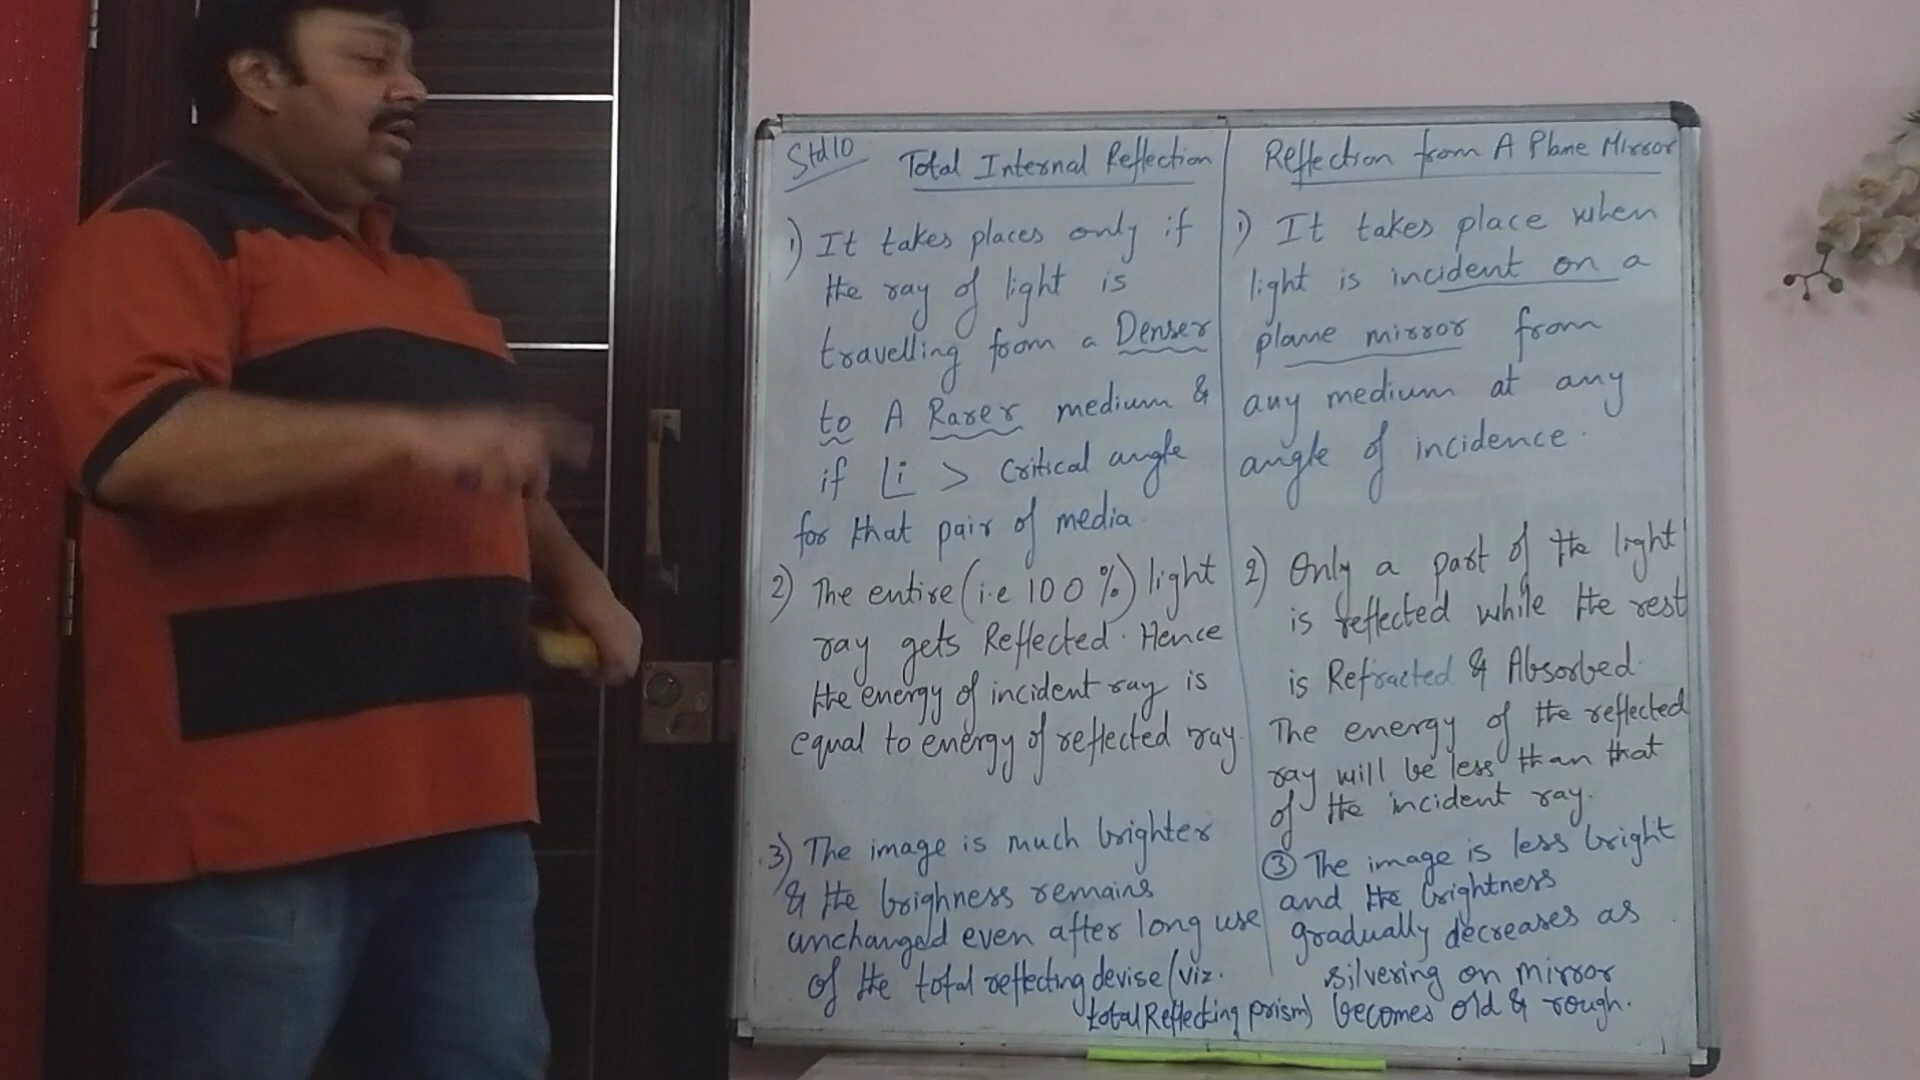 Std 10
Total Internal Reflection
1) It takes places only if
the ray of light is
travelling from a Denser
to A Rarer medium &
if ∠i > Critical angle
for that pair of media
2) The entire (i.e 100%) light
ray gets Reflected. Hence
the energy of incident ray is
equal to energy of reflected ray.
3) The image is much brighter
& the brighness remains
unchanged even after long use
of the total reflecting devise (viz.
total Reflecting prism)
Reflection from A Plane Mirror
1) It takes place when
light is incident on a
plane mirror from
any medium at any
angle of incidence.
2) Only a part of the light
is reflected while the rest
is Refracted & Absorbed.
The energy of the reflected
ray will be less than that
of the incident ray.
3 The image is less bright
and the brightness
gradually decreases as
silvering on mirror
becomes old & rough.